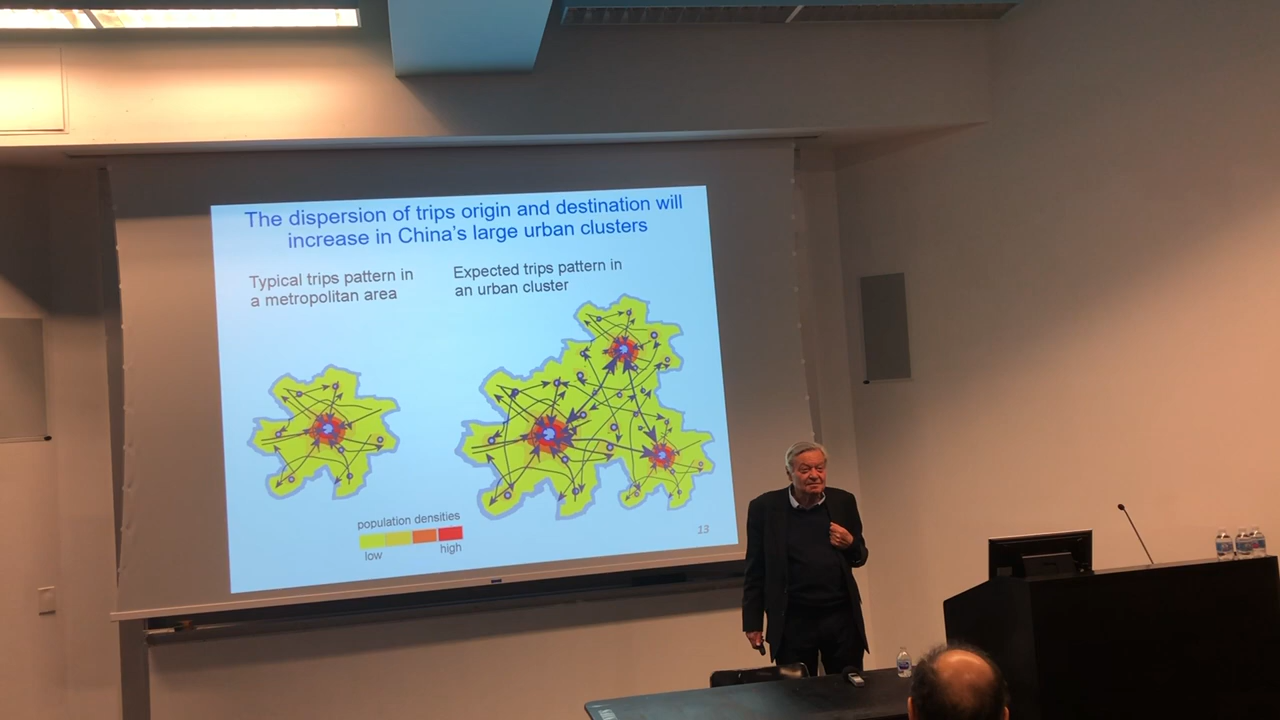 The dispersion of trips origin and destination will
increase in China's large urban clusters
Typical trips pattern in
a metropolitan area
Expected trips pattern in
an urban cluster
population densities
low
high
13